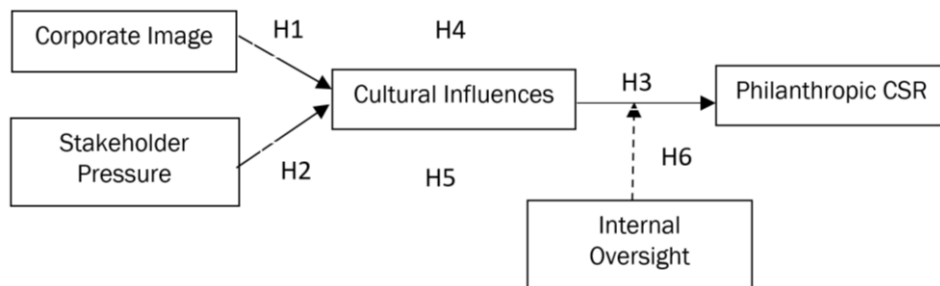 Corporate Image
H1
H4
Cultural Influences
H3
Philanthropic CSR
Stakeholder
Pressure
H2
H5
H6
Internal
Oversight